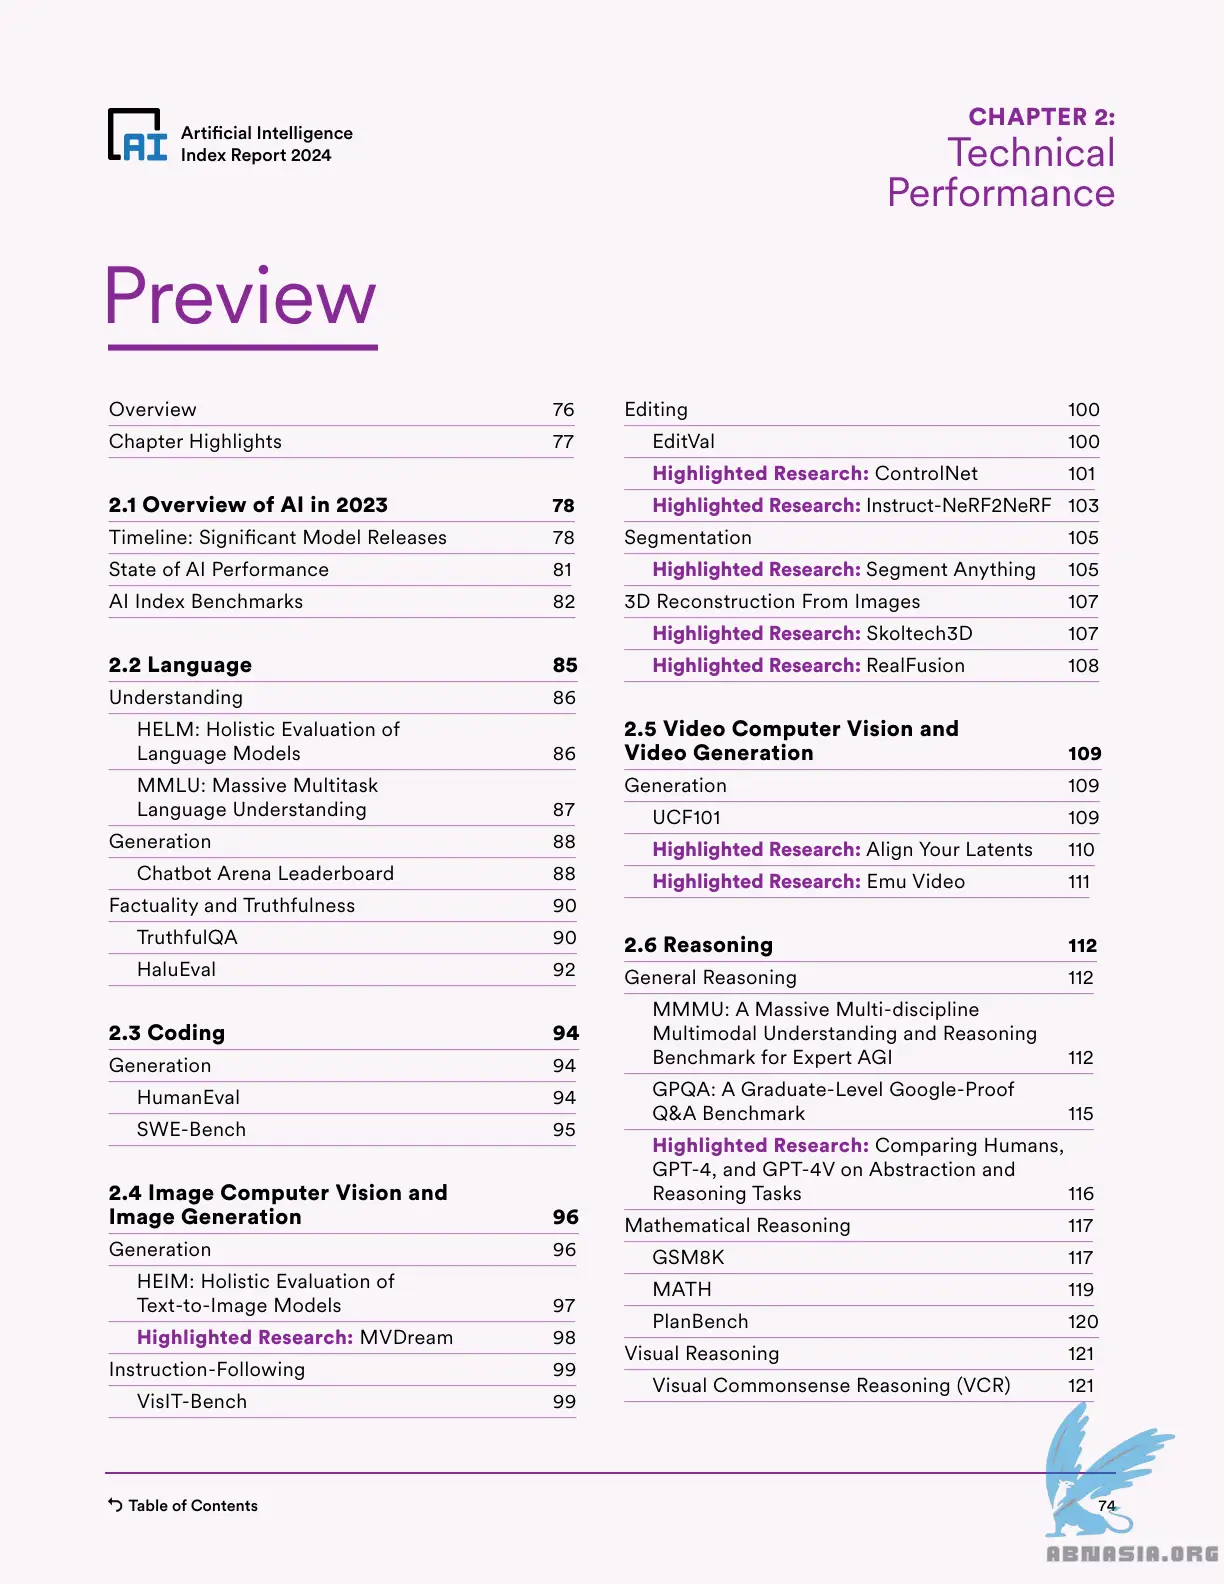 AI
Artificial Intelligence
Index Report 2024
CHAPTER 2:
Technical
Performance
Preview
Overview 76
Chapter Highlights 77
2.1 Overview of AI in 2023 78
Timeline: Significant Model Releases 78
State of AI Performance 81
AI Index Benchmarks 82
2.2 Language 85
Understanding 86
HELM: Holistic Evaluation of
Language Models 86
MMLU: Massive Multitask
Language Understanding 87
Generation 88
Chatbot Arena Leaderboard 88
Factuality and Truthfulness 90
TruthfulQA 90
HaluEval 92
2.3 Coding 94
Generation 94
HumanEval 94
SWE-Bench 95
2.4 Image Computer Vision and
Image Generation 96
Generation 96
HEIM: Holistic Evaluation of
Text-to-Image Models 97
Highlighted Research: MVDream 98
Instruction-Following 99
VisIT-Bench 99
Editing 100
EditVal 100
Highlighted Research: ControlNet 101
Highlighted Research: Instruct-NeRF2NeRF 103
Segmentation 105
Highlighted Research: Segment Anything 105
3D Reconstruction From Images 107
Highlighted Research: Skoltech3D 107
Highlighted Research: RealFusion 108
2.5 Video Computer Vision and
Video Generation 109
Generation 109
UCF101 109
Highlighted Research: Align Your Latents 110
Highlighted Research: Emu Video 111
2.6 Reasoning 112
General Reasoning 112
MMMU: A Massive Multi-discipline
Multimodal Understanding and Reasoning
Benchmark for Expert AGI 112
GPQA: A Graduate-Level Google-Proof
Q&A Benchmark 115
Highlighted Research: Comparing Humans,
GPT-4, and GPT-4V on Abstraction and
Reasoning Tasks 116
Mathematical Reasoning 117
GSM8K 117
MATH 119
PlanBench 120
Visual Reasoning 121
Visual Commonsense Reasoning (VCR) 121
Table of Contents
74
ABNASIA.ORG